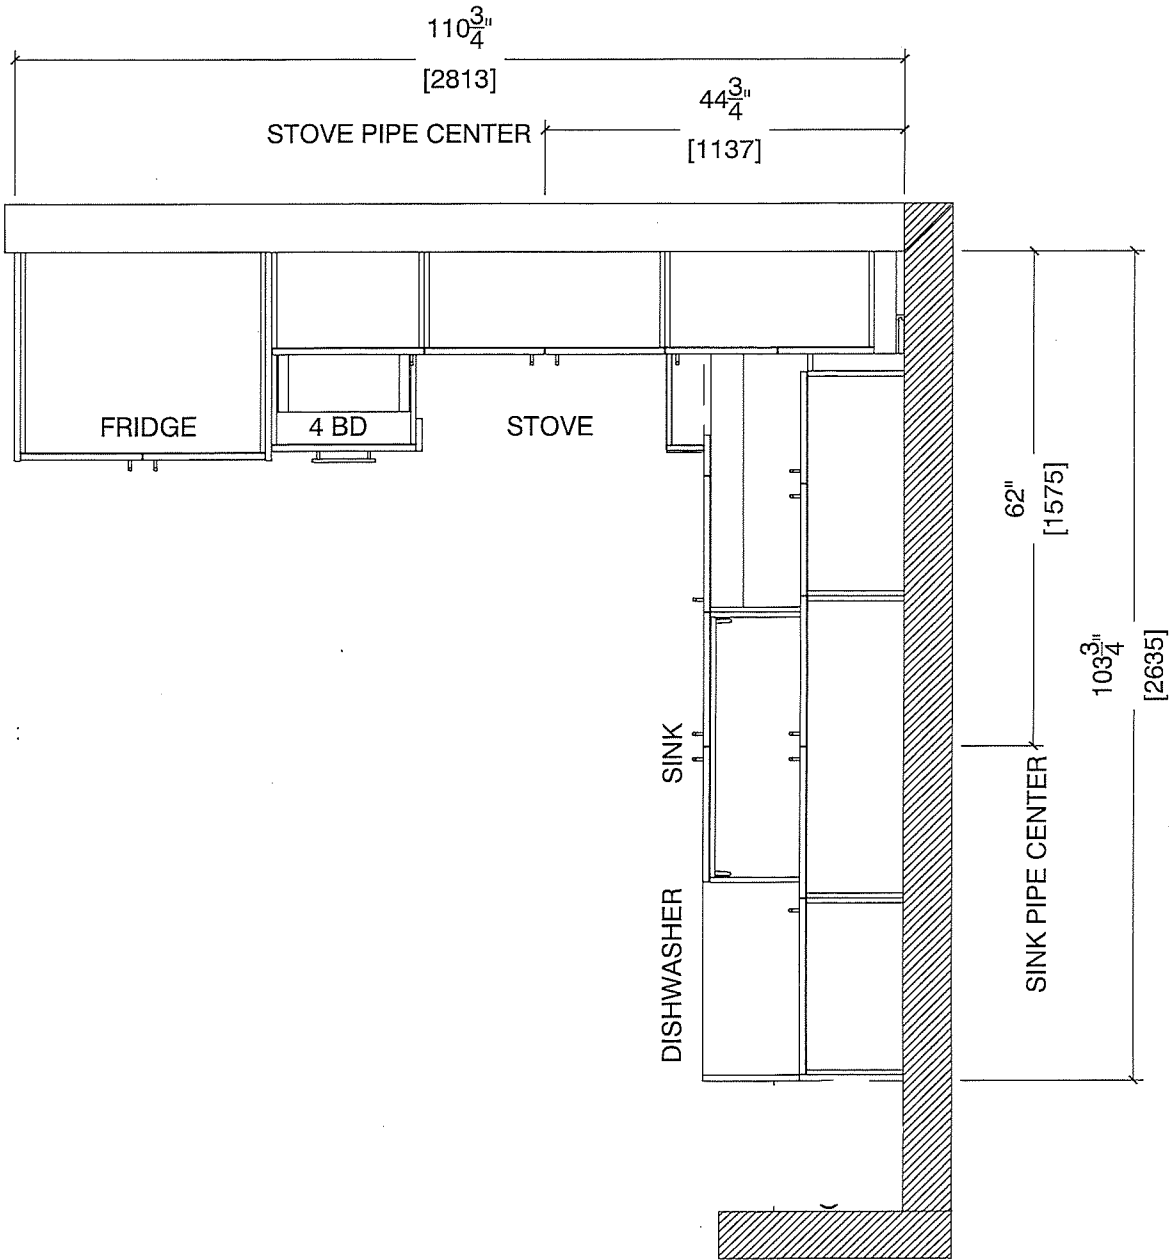 110 3/4"
[2813]
44 3/4"
[1137]
STOVE PIPE CENTER
FRIDGE
4 BD
STOVE
62"
[1575]
103 3/4"
[2635]
SINK
DISHWASHER
SINK PIPE CENTER